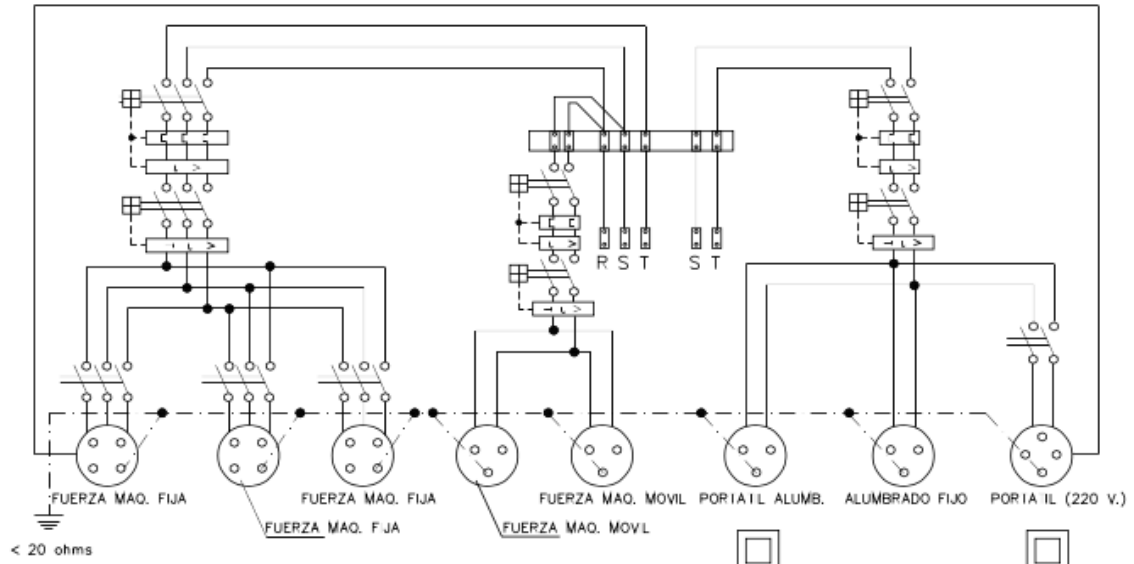 R S T
S T
FUERZA MAQ. FIJA
FUERZA MAQ. FIJA
FUERZA MAQ. MOVIL
PORTATIL ALUMB.
ALUMBRADO FIJO
PORTATIL (220 V.)
FUERZA MAQ. FIJA
FUERZA MAQ. MOVIL
< 20 ohms